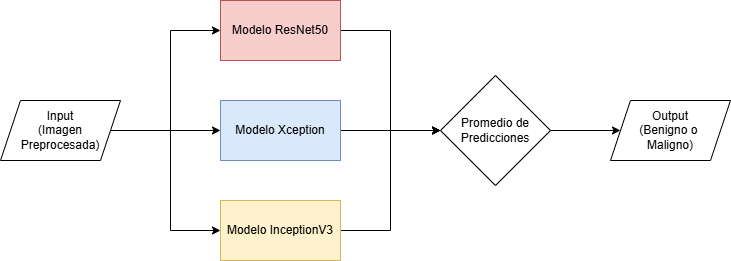 Modelo ResNet50
Input
(Imagen
Preprocesada)
Modelo Xception
Promedio de
Predicciones
Output
(Benigno o
Maligno)
Modelo InceptionV3